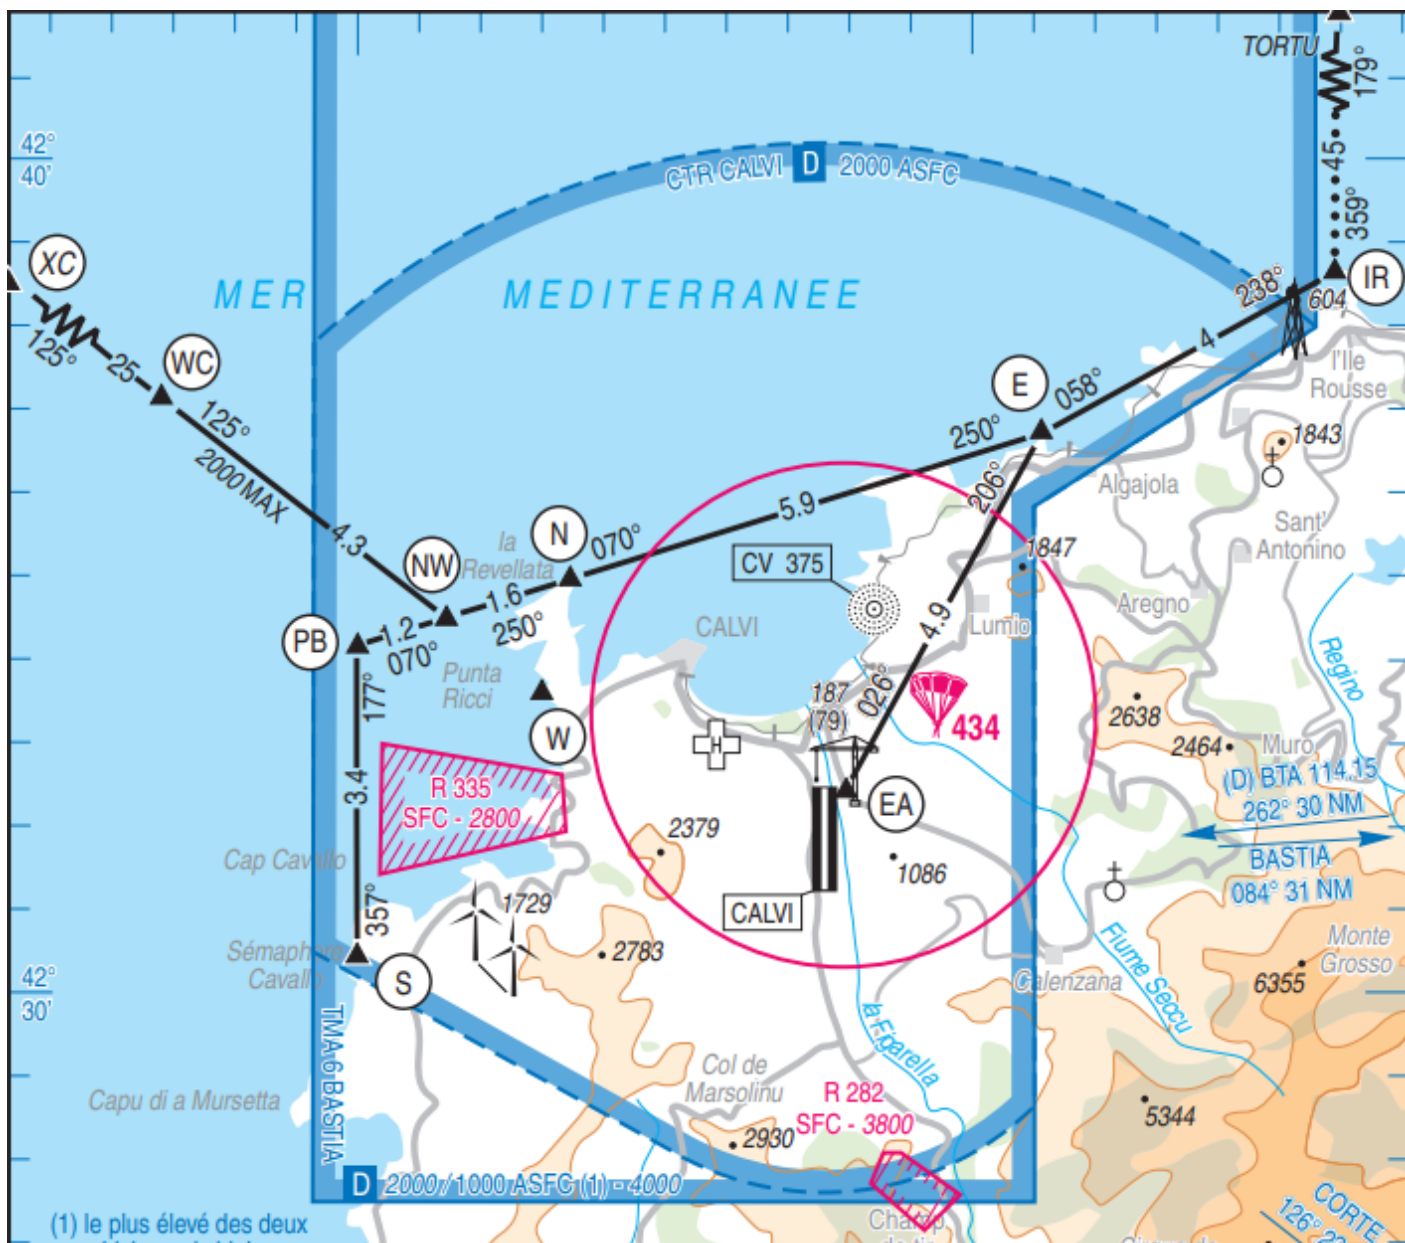 TORTU
179°
42°
40'
CTR CALVI D 2000 ASFC
45
359°
XC
IR
MER MEDITERRANEE
238°
604
125°
25
WC
4
l'Ile
Rousse
E
058°
125°
250°
1843
2000 MAX
206°
Algajola
5.9
4.3
Sant'
Antonino
la
Revellata
N
070°
NW
CV 375
1847
1.6
Aregno
250°
PB
1.2
070°
CALVI
4.9
Lumio
Regino
Punta
Ricci
177°
187
(79)
026°
434
2638
W
2464
Muro
R 335
SFC - 2800
3.4
(D) BTA 114.15
262° 30 NM
EA
BASTIA
084° 31 NM
2379
Cap Cavallo
1086
357°
1729
CALVI
Sémaphore
Cavallo
2783
Monte
Grosso
S
Calenzana
6355
Fiume Seccu
42°
30'
TMA 6 BASTIA
la Figarella
Col de
Marsolinu
R 282
SFC - 3800
Capu di a Mursetta
5344
2930
D 2000 / 1000 ASFC (1) - 4000
CORTE
(1) le plus élevé des deux
Champ